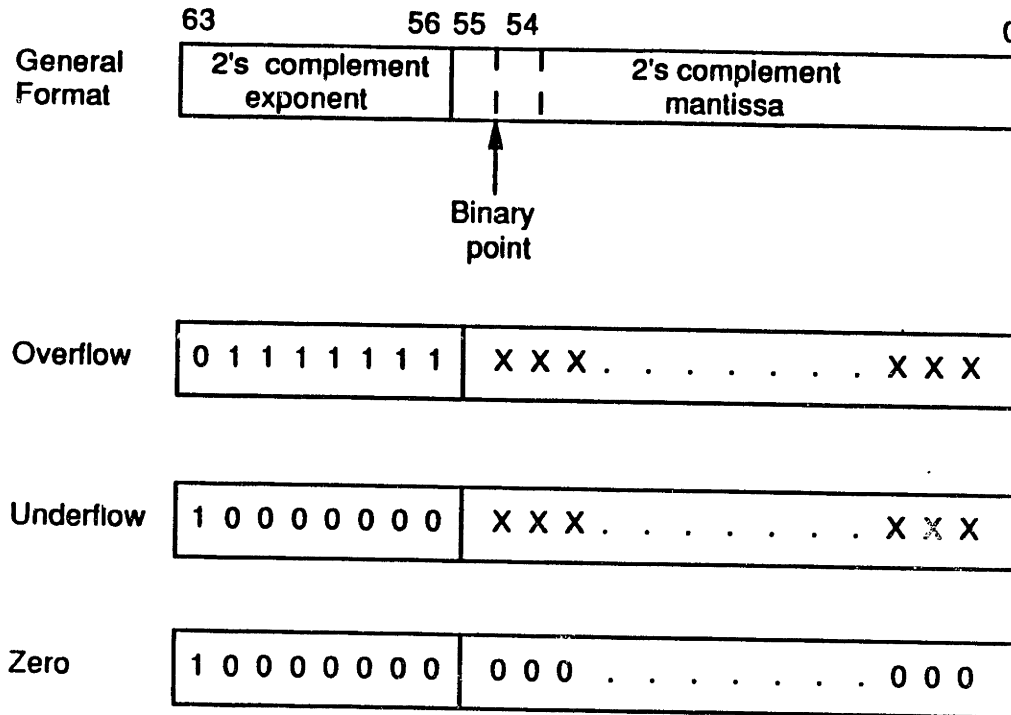 63 56 55 54 0
General Format
2's complement exponent
2's complement mantissa
Binary point
Overflow 0 1 1 1 1 1 1 1 X X X . . . . . . . X X X
Underflow 1 0 0 0 0 0 0 0 X X X . . . . . . . X X X
Zero 1 0 0 0 0 0 0 0 0 0 0 . . . . . . . 0 0 0